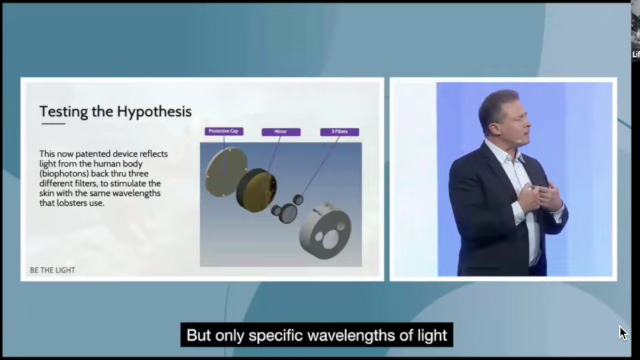 Testing the Hypothesis
Protective Cap
Mirror
3 Filters
This now patented device reflects
light from the human body
(biophotons) back thru three
different filters, to stimulate the
skin with the same wavelengths
that lobsters use.
BE THE LIGHT
But only specific wavelengths of light